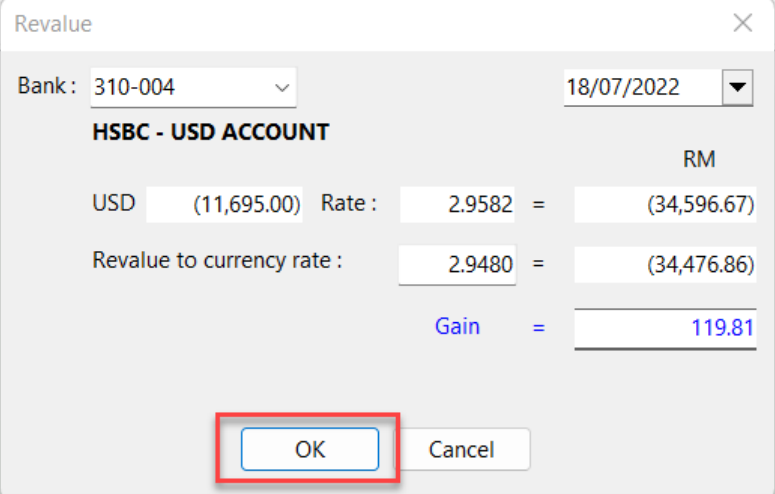 Revalue
Bank : 310-004 18/07/2022
HSBC - USD ACCOUNT
RM
USD (11,695.00) Rate : 2.9582 = (34,596.67)
Revalue to currency rate : 2.9480 = (34,476.86)
Gain = 119.81
OK Cancel